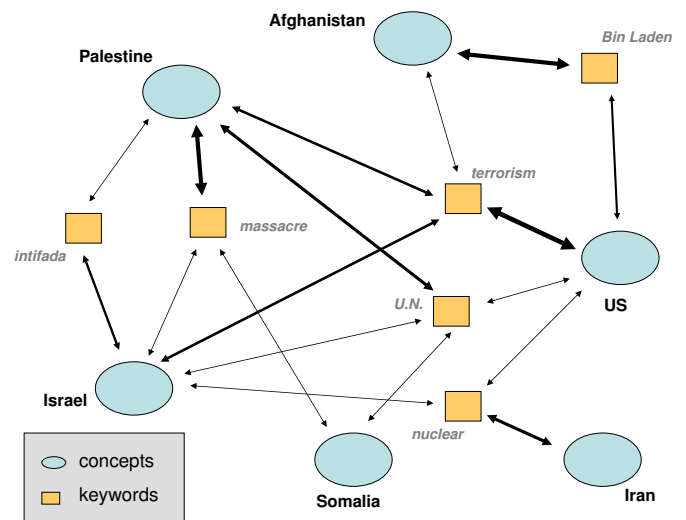 Afghanistan
Bin Laden
Palestine
terrorism
massacre
intifada
U.N.
US
Israel
nuclear
concepts
keywords
Somalia
Iran